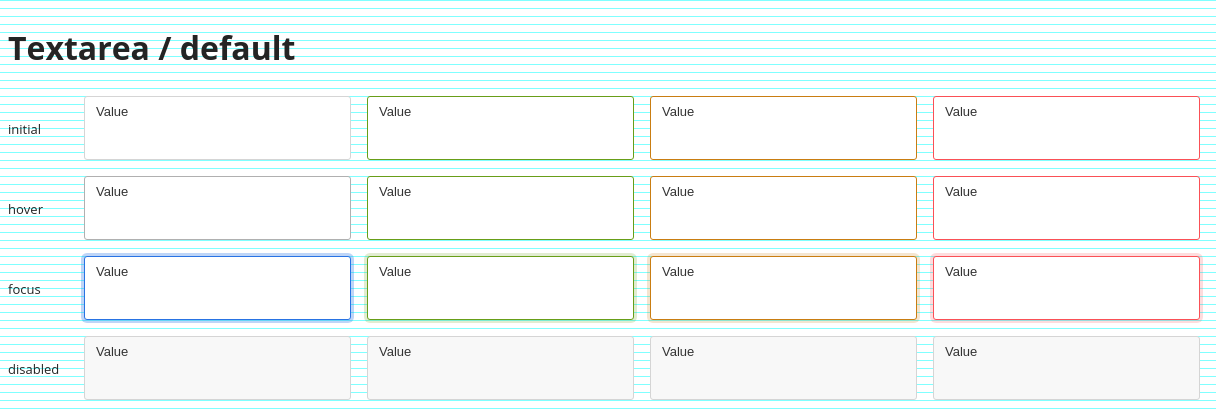 Textarea / default
initial Value Value Value Value
hover Value Value Value Value
focus Value Value Value Value
disabled Value Value Value Value